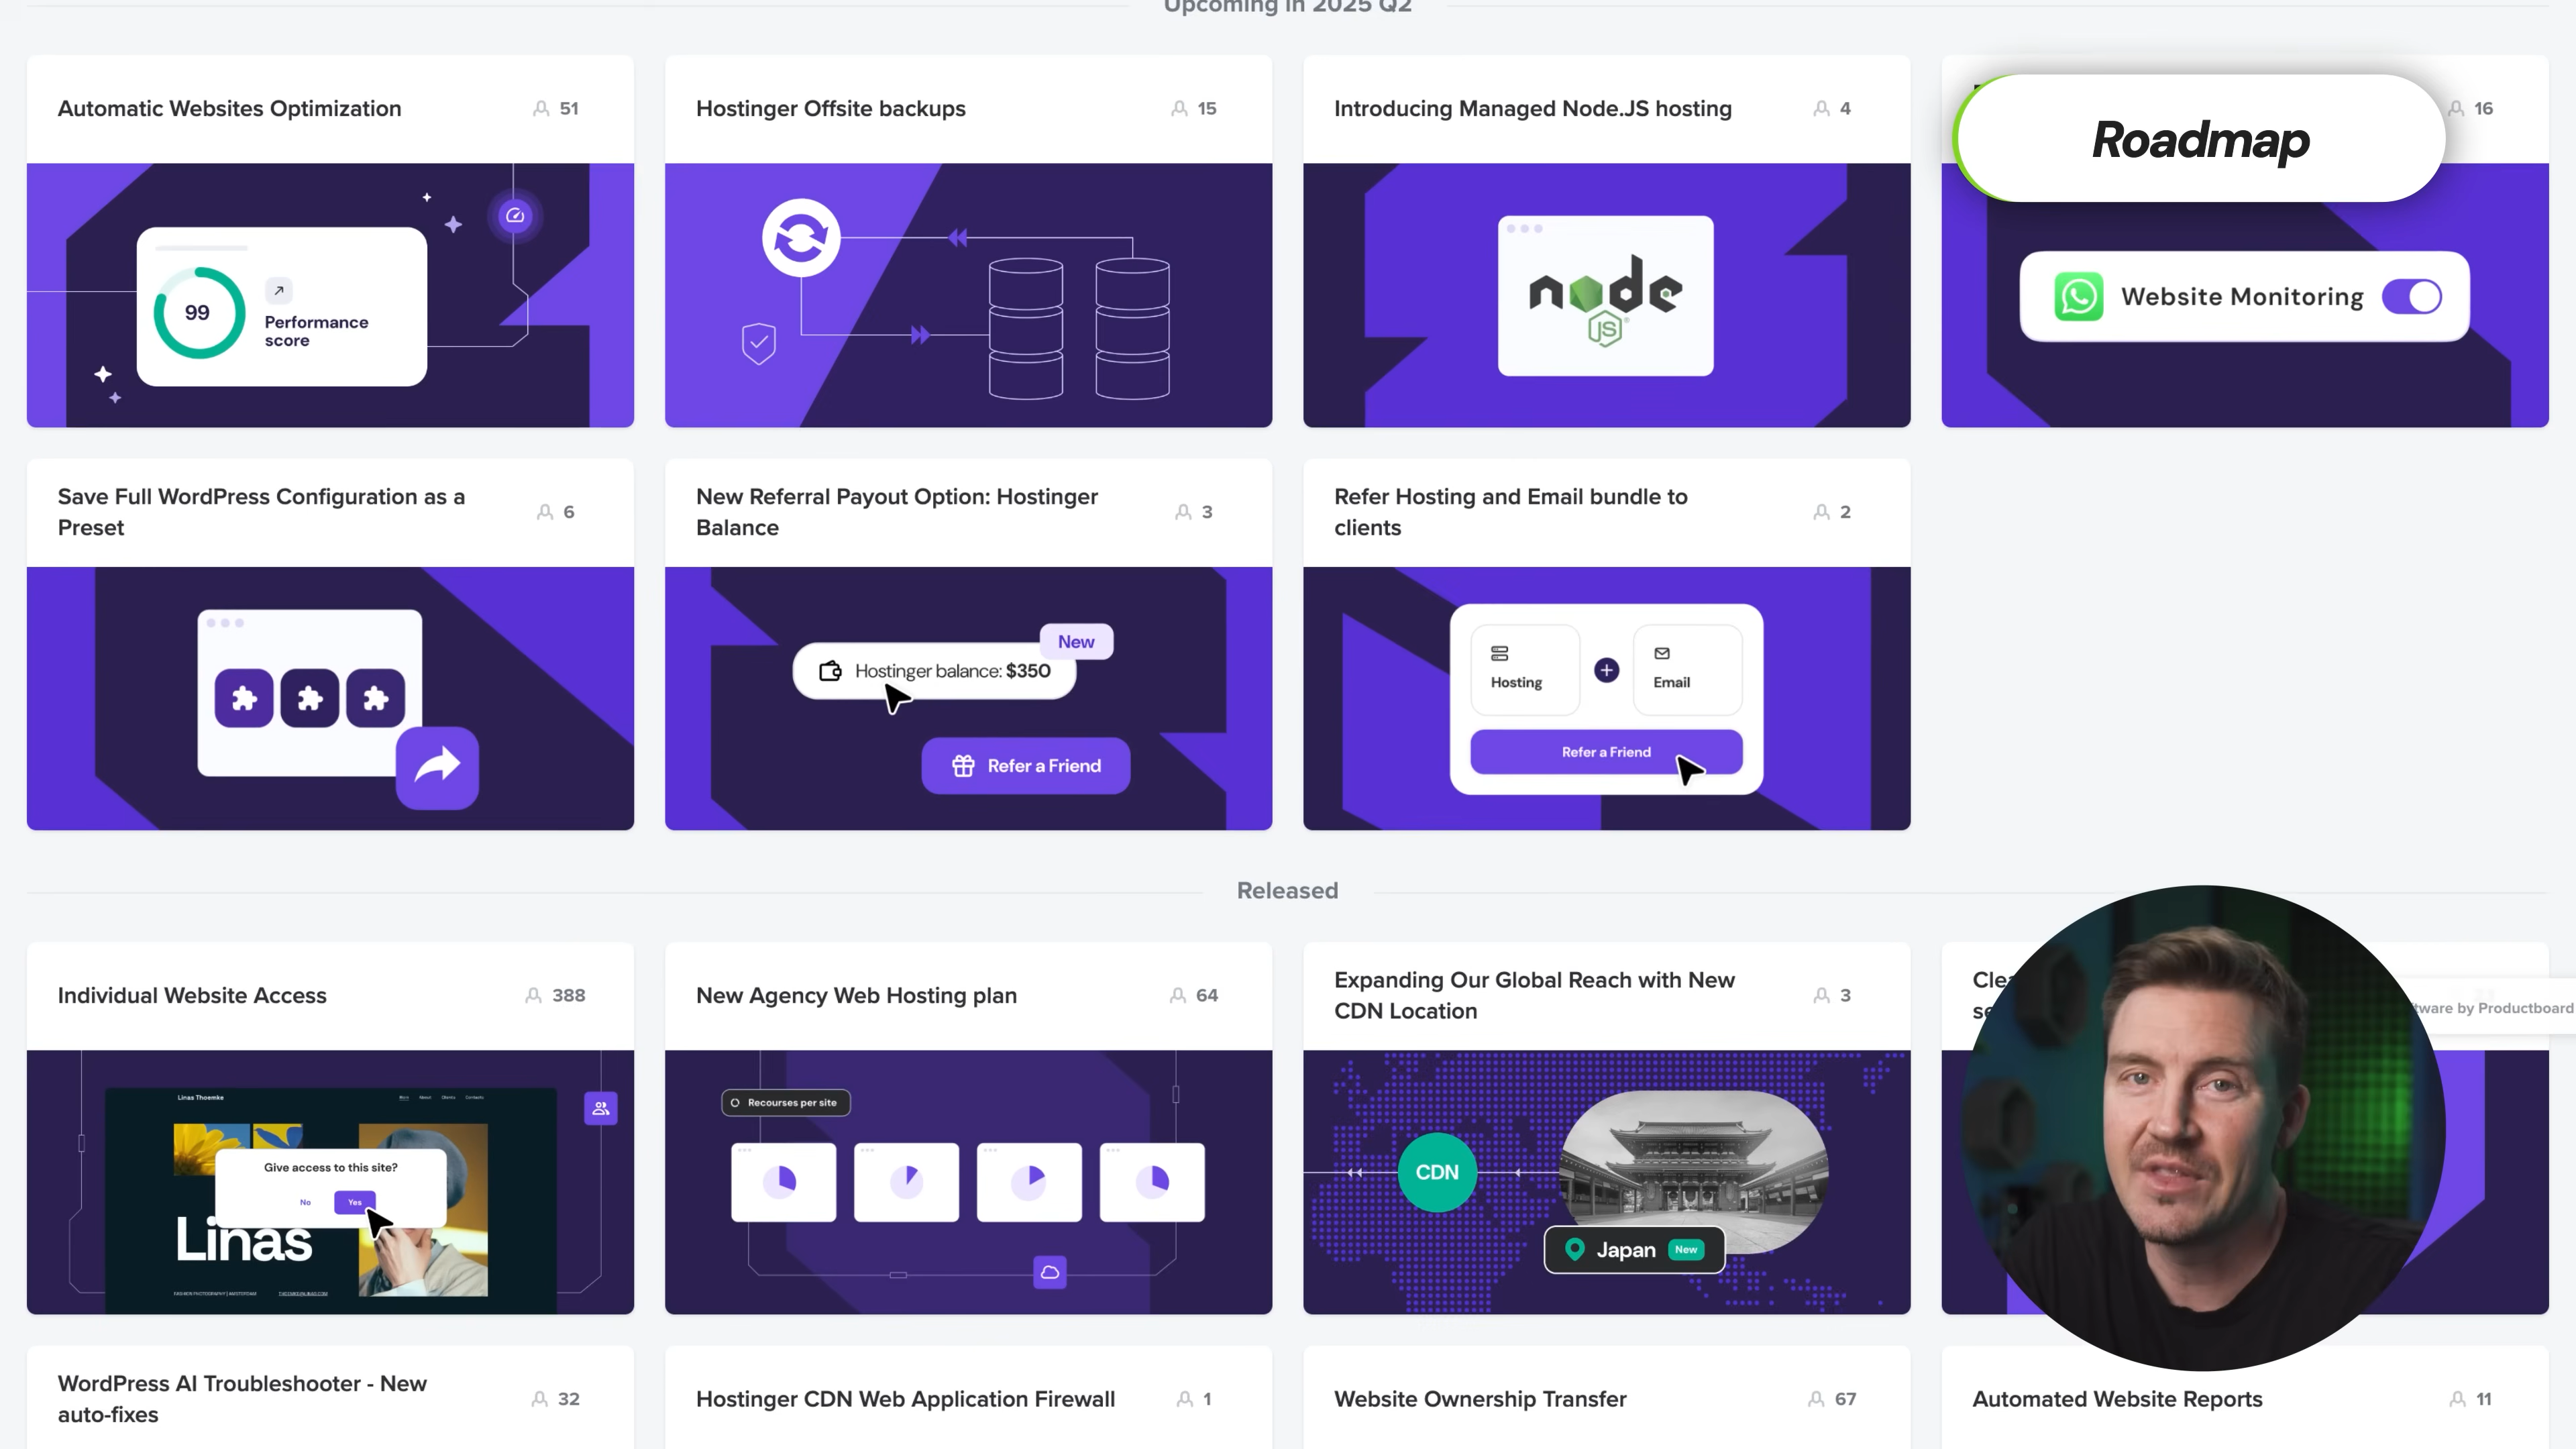 Upcoming in 2025 Q2
Automatic Websites Optimization
51
Hostinger Offsite backups
15
Introducing Managed Node.JS hosting
4
Roadmap
16
99
Performance
score
node
JS
Website Monitoring
Save Full WordPress Configuration as a
Preset
6
New Referral Payout Option: Hostinger
Balance
3
Refer Hosting and Email bundle to
clients
2
New
Hostinger balance: $350
Refer a Friend
Hosting
Email
Refer a Friend
Released
Individual Website Access
388
New Agency Web Hosting plan
64
Expanding Our Global Reach with New
CDN Location
3
tware by Productboard
Linas Thoemke
Give access to this site?
No
Yes
Linas
Recourses per site
CDN
Japan
New
WordPress AI Troubleshooter - New
auto-fixes
32
Hostinger CDN Web Application Firewall
1
Website Ownership Transfer
67
Automated Website Reports
11